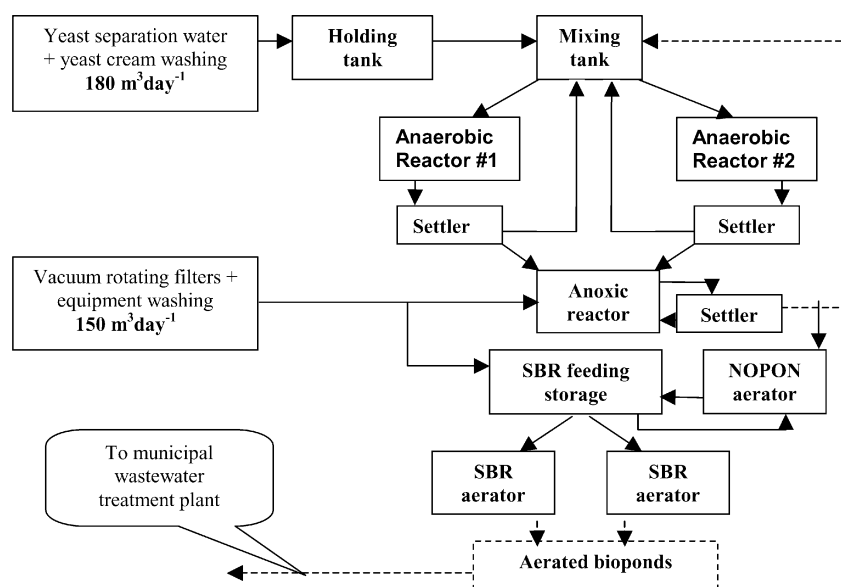 Yeast separation water
+ yeast cream washing
180 m³day⁻¹
Holding
tank
Mixing
tank
Anaerobic
Reactor #1
Anaerobic
Reactor #2
Settler
Settler
Vacuum rotating filters +
equipment washing
150 m³day⁻¹
Anoxic
reactor
Settler
SBR feeding
storage
NOPON
aerator
To municipal
wastewater
treatment plant
SBR
aerator
SBR
aerator
Aerated bioponds